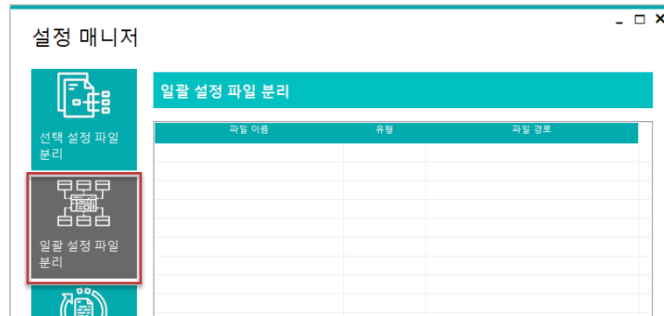 설정 매니저
선택 설정 파일
분리
일괄 설정 파일 분리
파일 이름 유형 파일 경로
일괄 설정 파일
분리